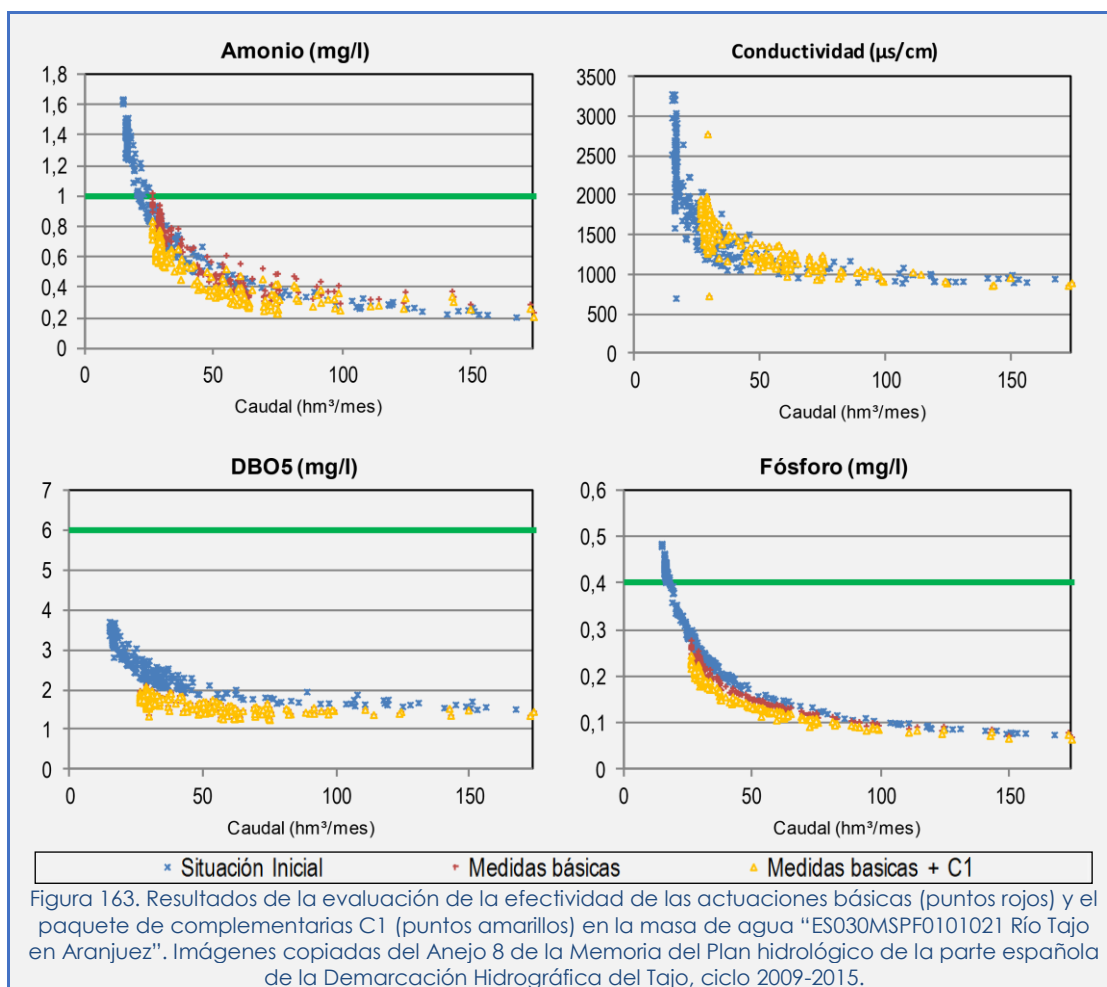 Amonio (mg/l)
1,8
1,6
1,4
1,2
1
0,8
0,6
0,4
0,2
0
0 50 100 150
Caudal (hm³/mes)
Conductividad (µs/cm)
3500
3000
2500
2000
1500
1000
500
0
0 50 100 150
Caudal (hm³/mes)
DBO5 (mg/l)
7
6
5
4
3
2
1
0
0 50 100 150
Caudal (hm³/mes)
Fósforo (mg/l)
0,6
0,5
0,4
0,3
0,2
0,1
0
0 50 100 150
Caudal (hm³/mes)
Situación Inicial Medidas básicas Medidas basicas + C1
Figura 163. Resultados de la evaluación de la efectividad de las actuaciones básicas (puntos rojos) y el
paquete de complementarias C1 (puntos amarillos) en la masa de agua “ES030MSPF0101021 Río Tajo
en Aranjuez”. Imágenes copiadas del Anejo 8 de la Memoria del Plan hidrológico de la parte española
de la Demarcación Hidrográfica del Tajo, ciclo 2009-2015.